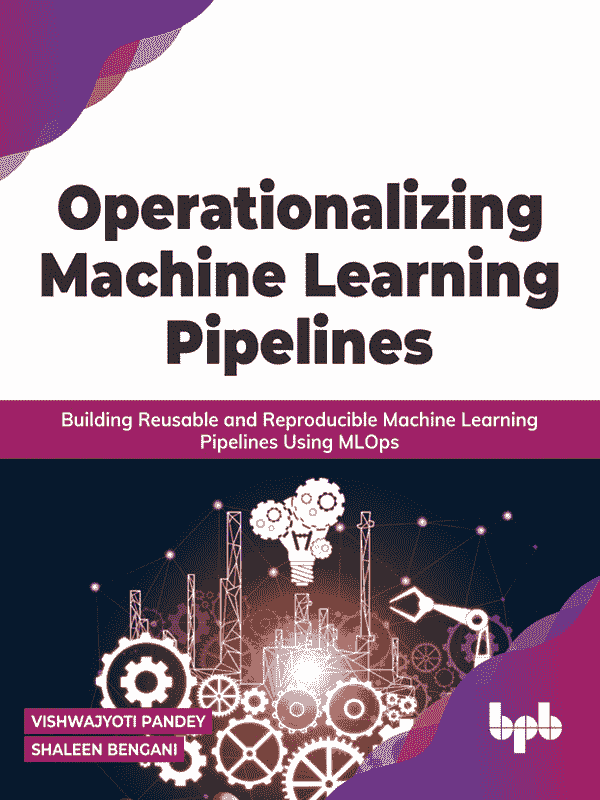 Operationalizing
Machine Learning
Pipelines
Building Reusable and Reproducible Machine Learning
Pipelines Using MLOps
VISHWAJYOTI PANDEY
SHALEEN BENGANI
bpb